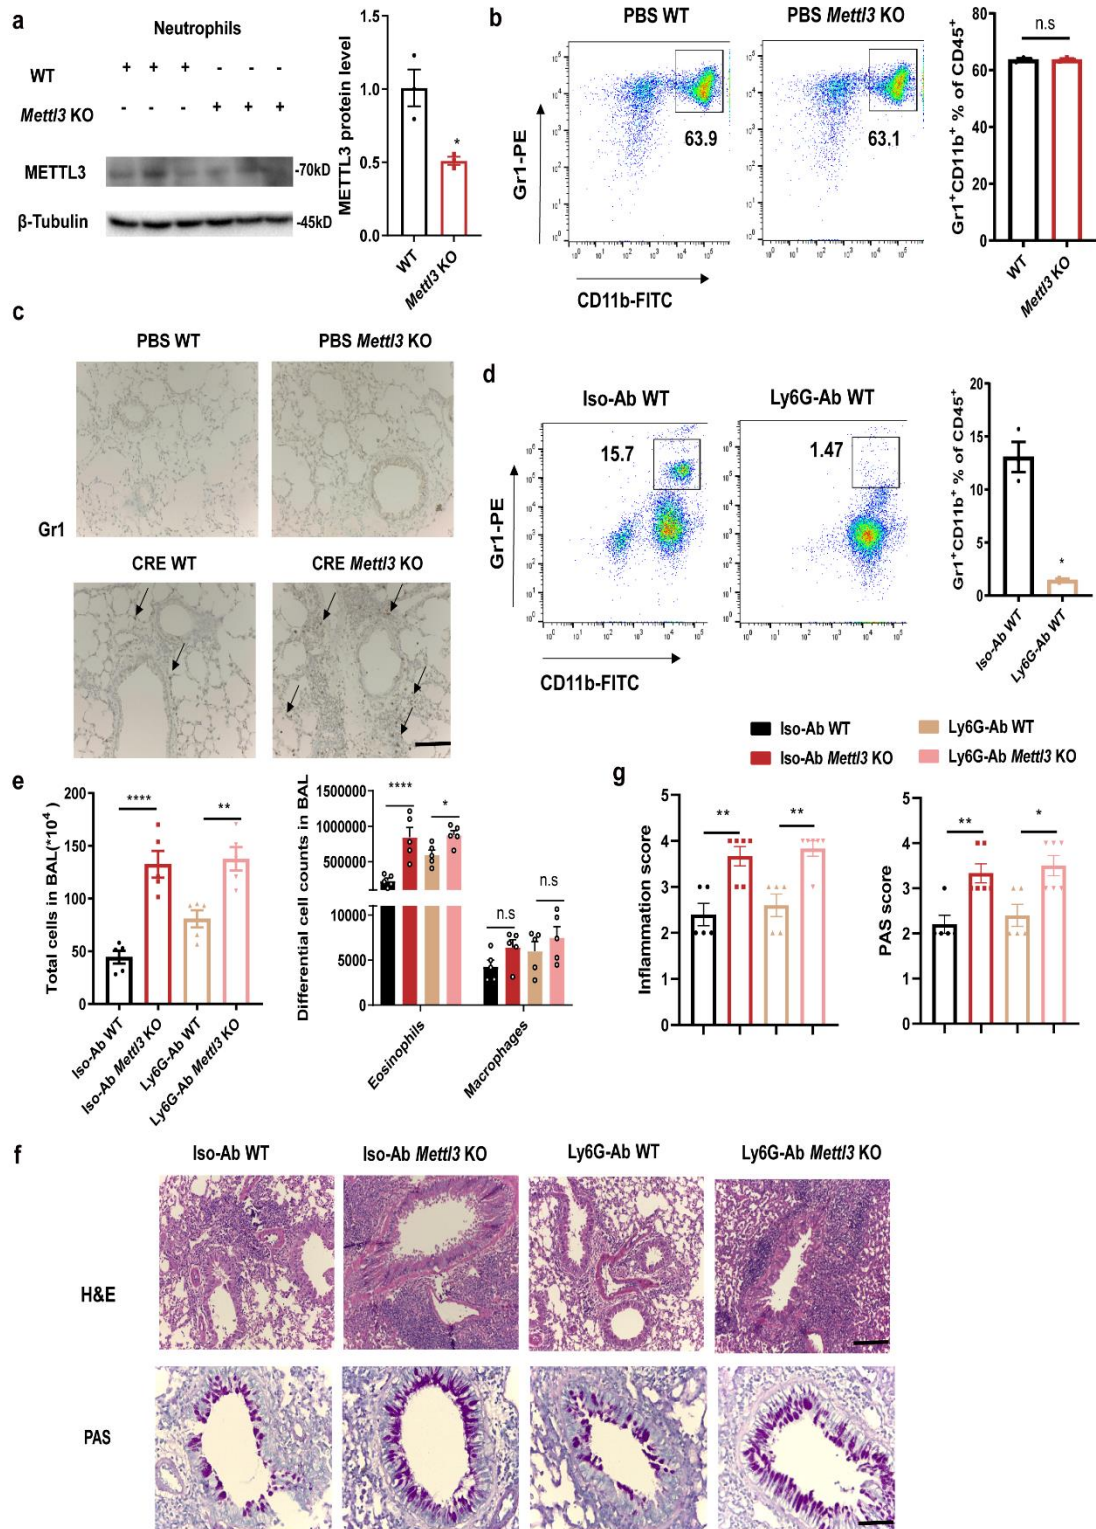 a
Neutrophils
WT
+ + + - - -
Mettl3 KO
- - - + + +
METTL3
-70kD
β-Tubulin
-45kD
METTL3 protein level
1.5
1.0
0.5
0.0
*
WT
Mettl3 KO
b
PBS WT
PBS Mettl3 KO
63.9
63.1
Gr1-PE
CD11b-FITC
Gr1+CD11b+ % of CD45+
80
60
40
20
0
n.s
WT
Mettl3 KO
c
PBS WT
PBS Mettl3 KO
Gr1
CRE WT
CRE Mettl3 KO
d
Iso-Ab WT
Ly6G-Ab WT
15.7
1.47
Gr1-PE
CD11b-FITC
Gr1+CD11b+ % of CD45+
20
15
10
5
0
*
Iso-Ab WT
Ly6G-Ab WT
Iso-Ab WT
Ly6G-Ab WT
Iso-Ab Mettl3 KO
Ly6G-Ab Mettl3 KO
e
Total cells in BAL(*10⁴)
200
150
100
50
0
****
**
Iso-Ab WT
Iso-Ab Mettl3 KO
Ly6G-Ab WT
Ly6G-Ab Mettl3 KO
Differential cell counts in BAL
1500000
1000000
500000
10000
5000
0
****
*
n.s
n.s
Eosinophils
Macrophages
g
Inflammation score
5
4
3
2
1
0
**
**
PAS score
5
4
3
2
1
0
**
*
f
Iso-Ab WT
Iso-Ab Mettl3 KO
Ly6G-Ab WT
Ly6G-Ab Mettl3 KO
H&E
PAS